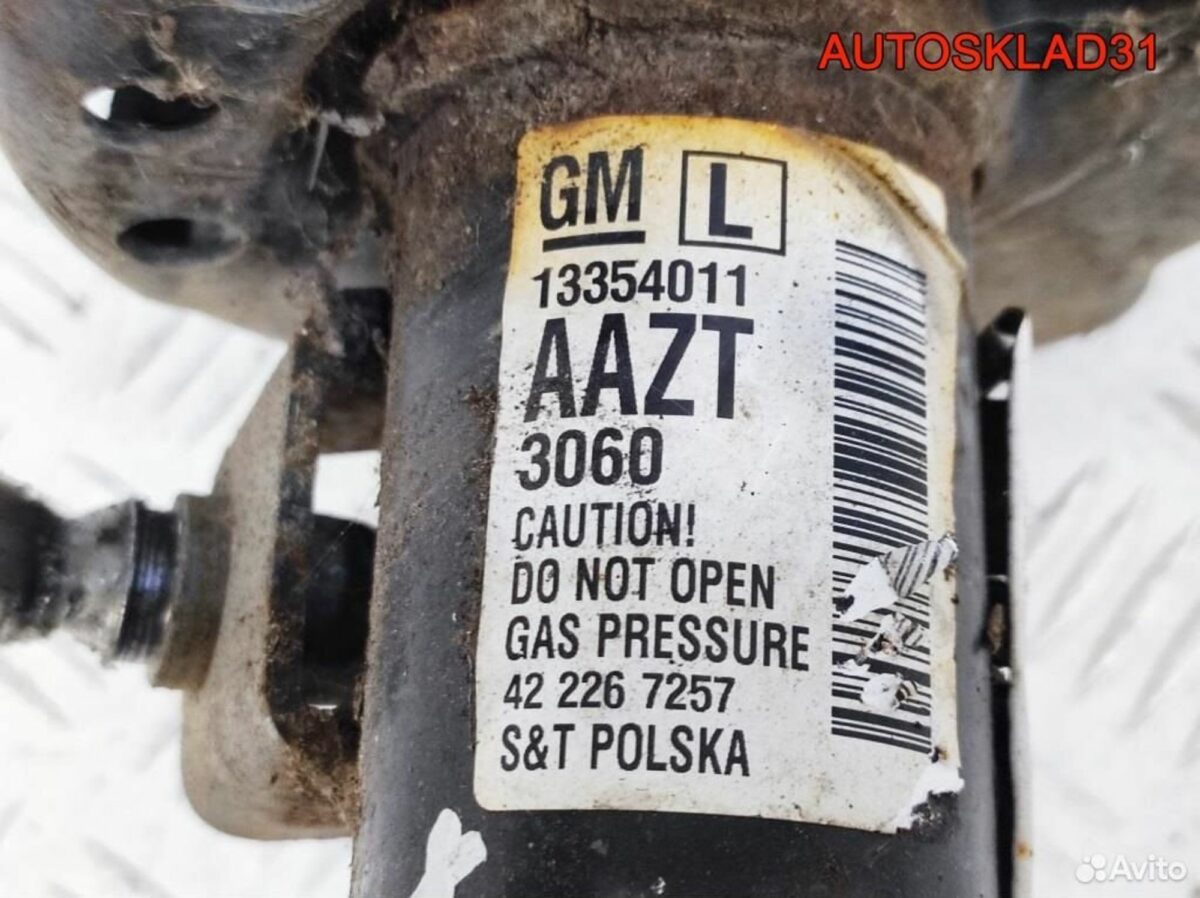 AUTOSKLAD31
GM L
13354011
AAZT
3060
CAUTION!
DO NOT OPEN
GAS PRESSURE
42 226 7257
S&T POLSKA
Avito